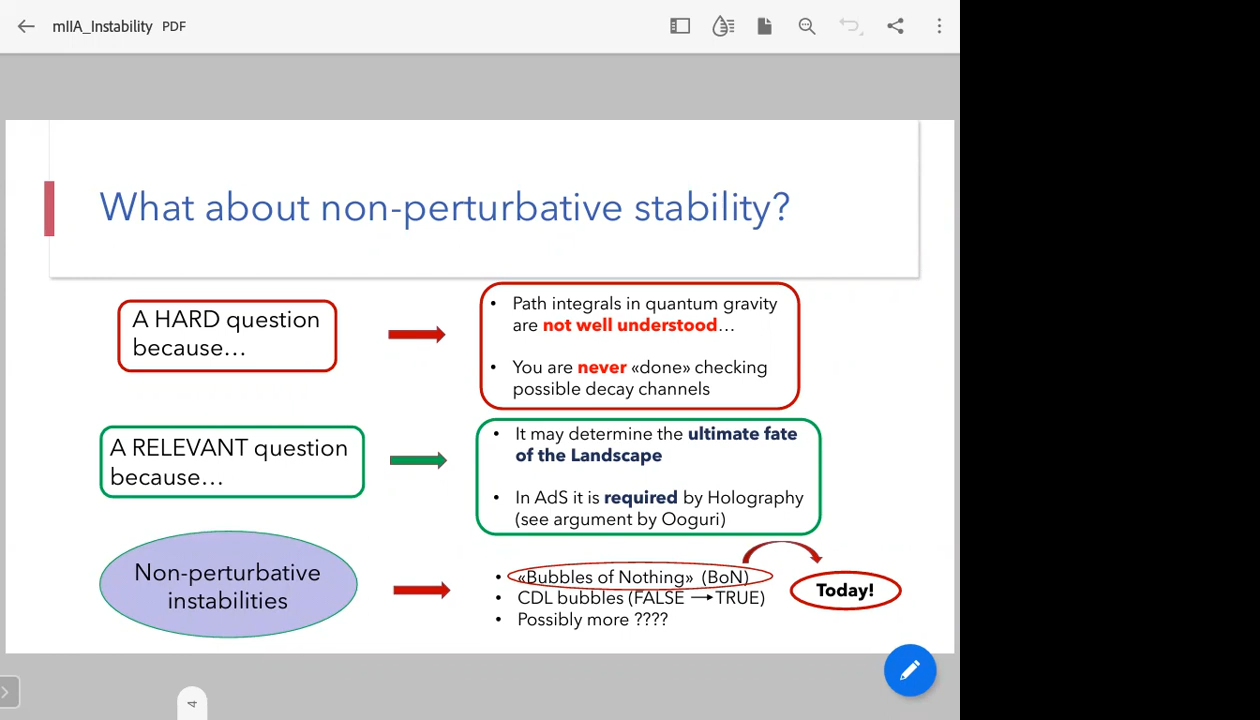 mIIA_Instability PDF
What about non-perturbative stability?
A HARD question
because…
• Path integrals in quantum gravity
are not well understood…
• You are never «done» checking
possible decay channels
A RELEVANT question
because…
• It may determine the ultimate fate
of the Landscape
• In AdS it is required by Holography
(see argument by Ooguri)
Non-perturbative
instabilities
• «Bubbles of Nothing» (BoN)
• CDL bubbles (FALSE → TRUE)
• Possibly more ????
Today!
4